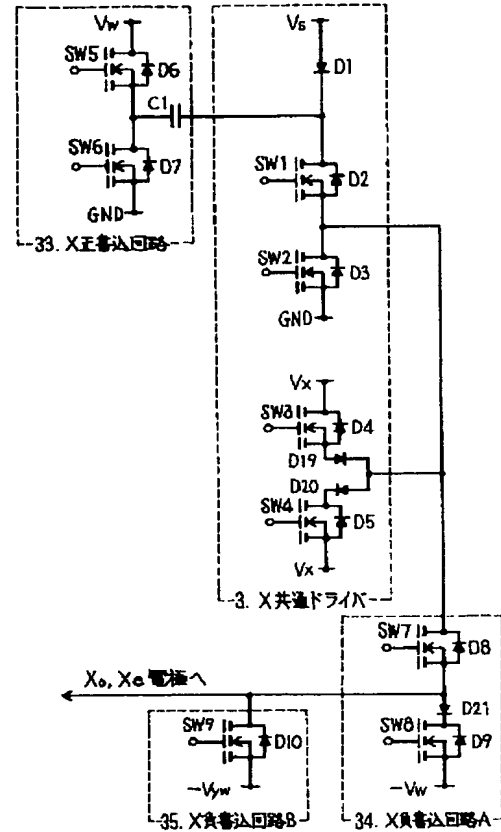 Vw
SW5
D6
C1
SW6
D7
GND
33. X正書込回路
Vs
D1
SW1
D2
SW2
D3
GND
Vx
SW3
D4
D19
D20
SW4
D5
Vx
3. X共通ドライバ
SW7
D8
Xo, Xe 電極へ
D21
SW8
D9
-Vw
34. X負書込回路A
SW9
D10
-Vyw
35. X負書込回路B